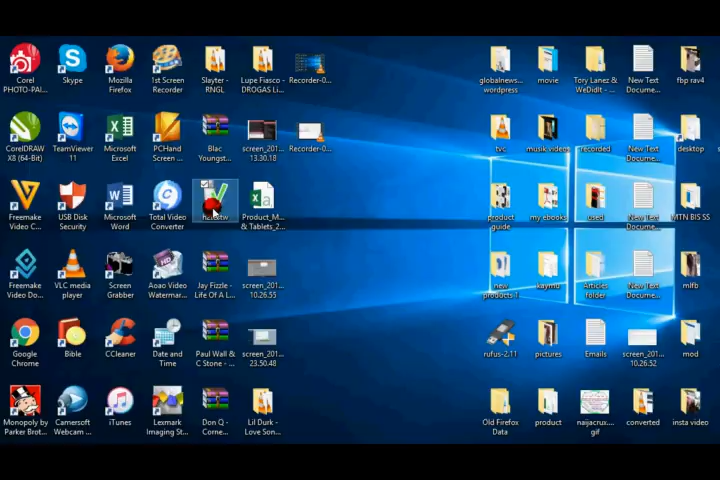 Corel
PHOTO-PAI...
Skype
Mozilla
Firefox
1st Screen
Recorder
Slayter -
RNGL
Lupe Fiasco -
DROGAS Li...
Recorder-0...
globalnews...
wordpress
movie
Tory Lanez &
WeDidIt - ...
New Text
Docume...
fbp rav4
CorelDRAW
X8 (64-Bit)
TeamViewer
11
Microsoft
Excel
PCHand
Screen ...
Blac
Youngst...
screen_201...
13.30.18
Recorder-0...
tvc
musik videos
recorded
New Text
Docume...
desktop
Freemake
Video C...
USB Disk
Security
Microsoft
Word
Total Video
Converter
Product_M...
& Tablets_2...
product
guide
my ebooks
used
New Text
Docume...
MTN BIS SS
Freemake
Video Do...
VLC media
player
Screen
Grabber
Aoao Video
Watermar...
Jay Fizzle -
Life Of A L...
screen_201...
10.26.55
new
products 1
kaymu
Articles
folder
New Text
Docume...
mlfb
Google
Chrome
Bible
CCleaner
Date and
Time
Paul Wall &
C Stone - ...
screen_201...
23.50.48
rufus-2.11
pictures
Emails
screen_201...
10.26.52
mod
Monopoly by
Parker Brot...
Camersoft
Webcam ...
iTunes
Lexmark
Imaging St...
Don Q -
Corne...
Lil Durk -
Love Son...
Old Firefox
Data
product
naijacrux....
gif
converted
insta video